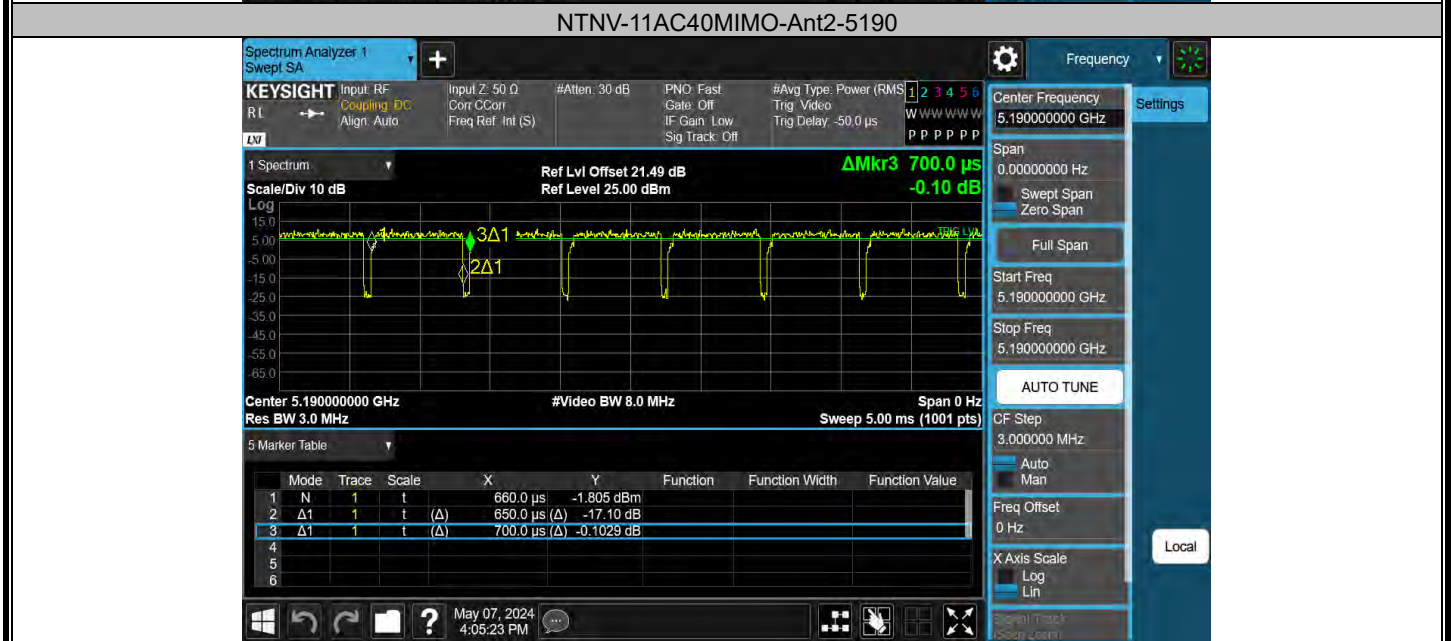 NTNV-11AC40MIMO-Ant2-5190
Spectrum Analyzer 1
Swept SA
Frequency
KEYSIGHT
RL
LXI
Input: RF
Coupling: DC
Align: Auto
Input Z: 50 Ω
Corr CCorr
Freq Ref: Int (S)
#Atten: 30 dB
PNO: Fast
Gate: Off
IF Gain: Low
Sig Track: Off
#Avg Type: Power (RMS
Trig: Video
Trig Delay: -50.0 µs
1 2 3 4 5 6
W W W W W W
P P P P P P
1 Spectrum
Scale/Div 10 dB
Ref Lvl Offset 21.49 dB
Ref Level 25.00 dBm
ΔMkr3 700.0 µs
-0.10 dB
Log
15.0
5.00
-5.00
-15.0
-25.0
-35.0
-45.0
-55.0
-65.0
1
3Δ1
2Δ1
TRIG LVL
Center 5.190000000 GHz
Res BW 3.0 MHz
#Video BW 8.0 MHz
Span 0 Hz
Sweep 5.00 ms (1001 pts)
5 Marker Table
Mode Trace Scale X Y Function Function Width Function Value
1 N 1 t 660.0 µs -1.805 dBm
2 Δ1 1 t (Δ) 650.0 µs (Δ) -17.10 dB
3 Δ1 1 t (Δ) 700.0 µs (Δ) -0.1029 dB
4
5
6
?
May 07, 2024
4:05:23 PM
Center Frequency
5.190000000 GHz
Settings
Span
0.00000000 Hz
Swept Span
Zero Span
Full Span
Start Freq
5.190000000 GHz
Stop Freq
5.190000000 GHz
AUTO TUNE
CF Step
3.000000 MHz
Auto
Man
Freq Offset
0 Hz
X Axis Scale
Log
Lin
Signal Track
(Span Zoom)
Local